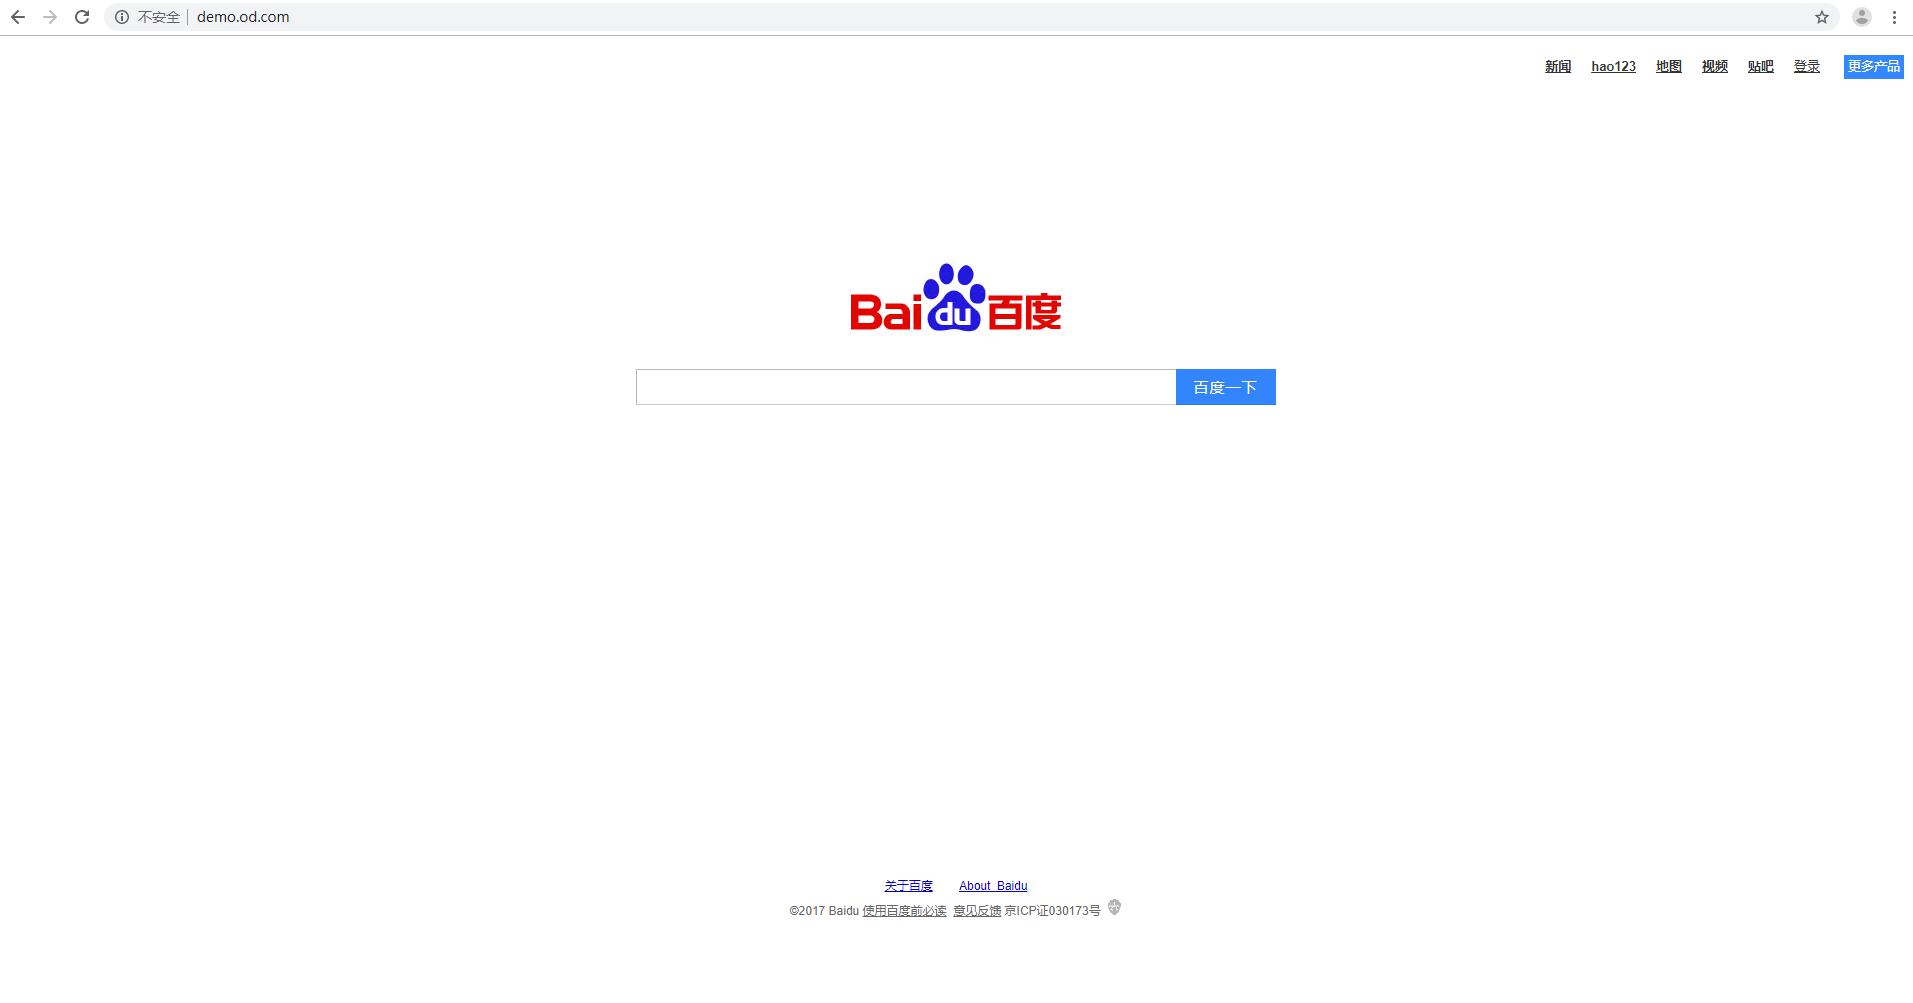 不安全 | demo.od.com
新闻 hao123 地图 视频 贴吧 登录 更多产品
Bai du 百度
百度一下
关于百度 About Baidu
©2017 Baidu 使用百度前必读 意见反馈 京ICP证030173号